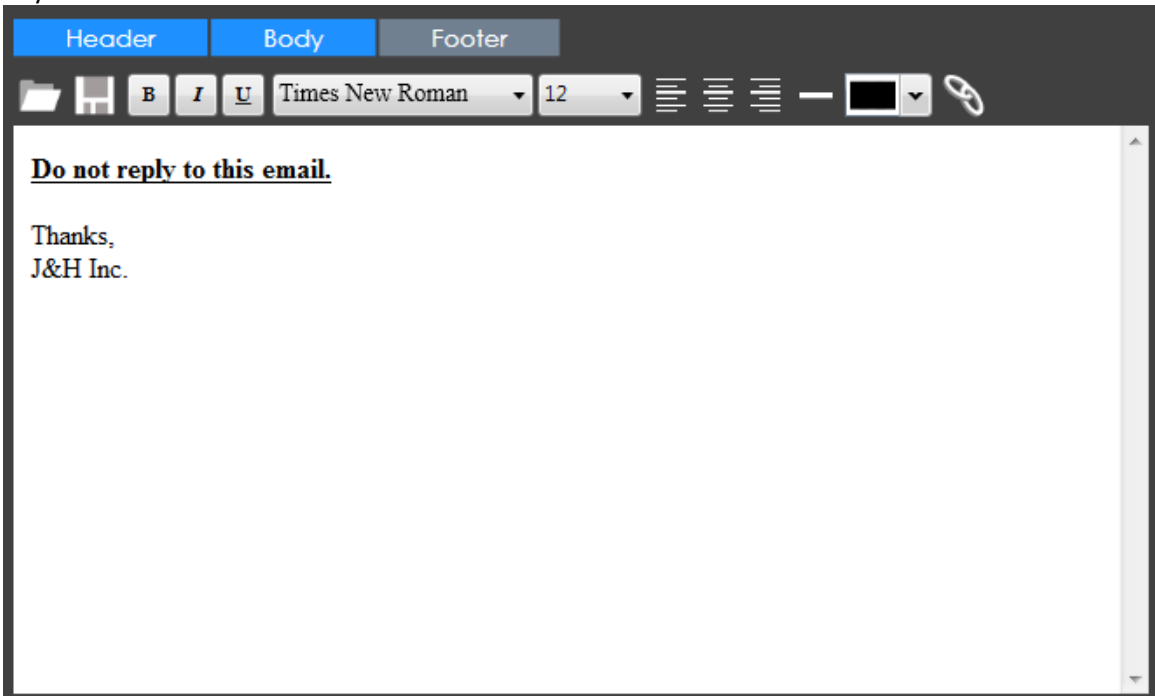 Header Body Footer
B I U Times New Roman 12
Do not reply to this email.
Thanks,
J&H Inc.